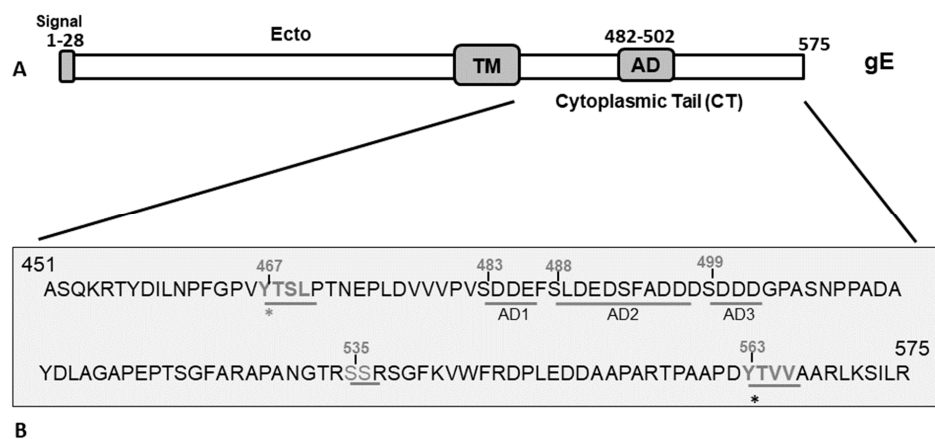 Signal
1-28
Ecto
482-502
575
gE
A
TM
AD
Cytoplasmic Tail (CT)
451
467
483
488
499
ASQKRTYDILNPFGPVYTSLPTNEPLDVVVPVSDDEFSLDEDSFADDDSDDDGPASNPPADA
*
AD1
AD2
AD3
535
563
575
YDLAGAPEPTSGFARAPANGTRSSRSGFKVWFRDPLEDDAAPARTPAAPDYTVVAARLKSILR
*
B